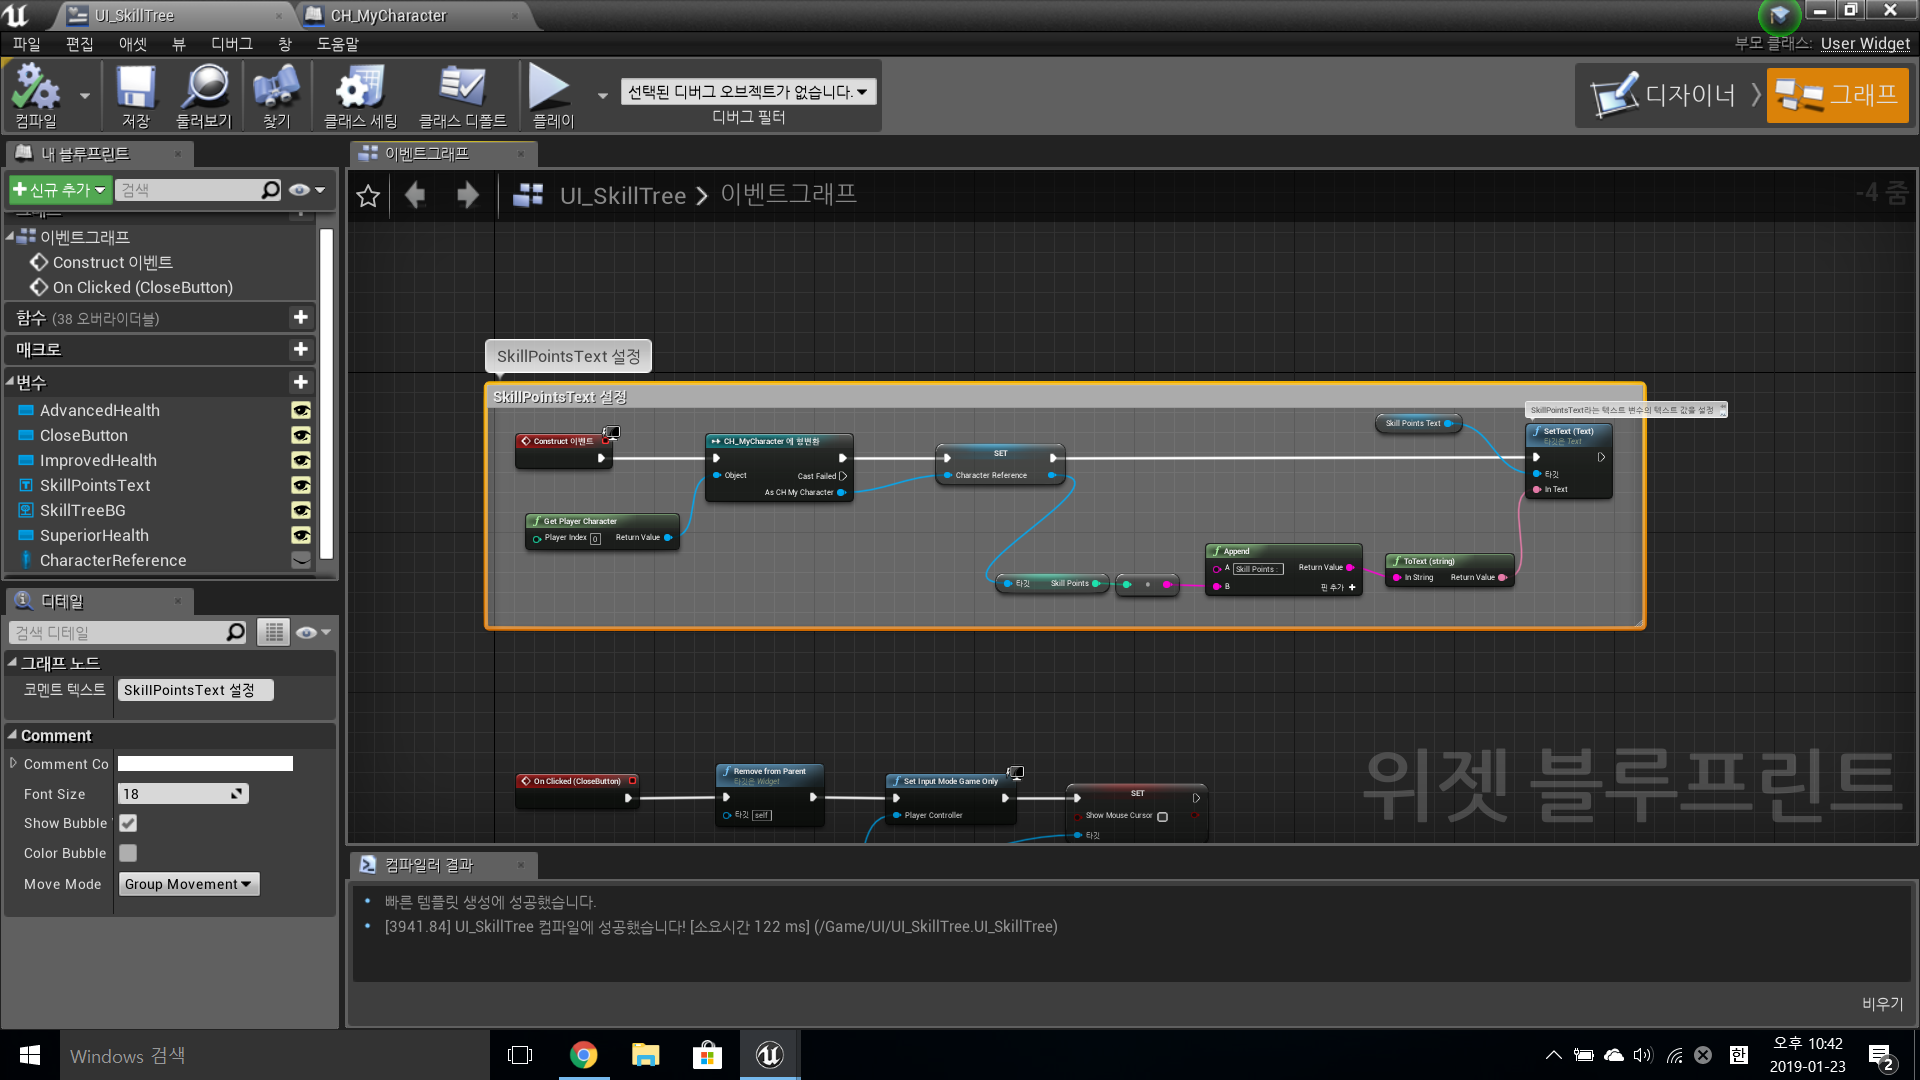 UI_SkillTree
CH_MyCharacter
파일 편집 애셋 뷰 디버그 창 도움말
부모 클래스: User Widget
컴파일
저장
둘러보기
찾기
클래스 세팅
클래스 디폴트
플레이
선택된 디버그 오브젝트가 없습니다.
디버그 필터
디자이너
그래프
내 블루프린트
신규 추가
검색
이벤트그래프
Construct 이벤트
On Clicked (CloseButton)
함수 (38 오버라이더블)
매크로
변수
AdvancedHealth
CloseButton
ImprovedHealth
SkillPointsText
SkillTreeBG
SuperiorHealth
CharacterReference
디테일
검색 디테일
그래프 노드
코멘트 텍스트 SkillPointsText 설정
Comment
Comment Co
Font Size 18
Show Bubble
Color Bubble
Move Mode Group Movement
이벤트그래프
UI_SkillTree > 이벤트그래프
-4 줌
SkillPointsText 설정
SkillPointsText 설정
Construct 이벤트
CH_MyCharacter 에 형변환
Object
Cast Failed
As CH My Character
Get Player Character
Player Index 0 Return Value
SET
Character Reference
타깃 Skill Points
Append
A Skill Points : Return Value
B 핀 추가
ToText (string)
In String Return Value
Skill Points Text
SkillPointsText라는 텍스트 변수의 텍스트 값을 설정
SetText (Text)
타깃은 Text
타깃
In Text
On Clicked (CloseButton)
Remove from Parent
타깃은 Widget
타깃 self
Set Input Mode Game Only
Player Controller
SET
Show Mouse Cursor
타깃
위젯 블루프린트
컴파일러 결과
빠른 템플릿 생성에 성공했습니다.
[3941.84] UI_SkillTree 컴파일에 성공했습니다! [소요시간 122 ms] (/Game/UI/UI_SkillTree.UI_SkillTree)
비우기
Windows 검색
한
오후 10:42
2019-01-23
2